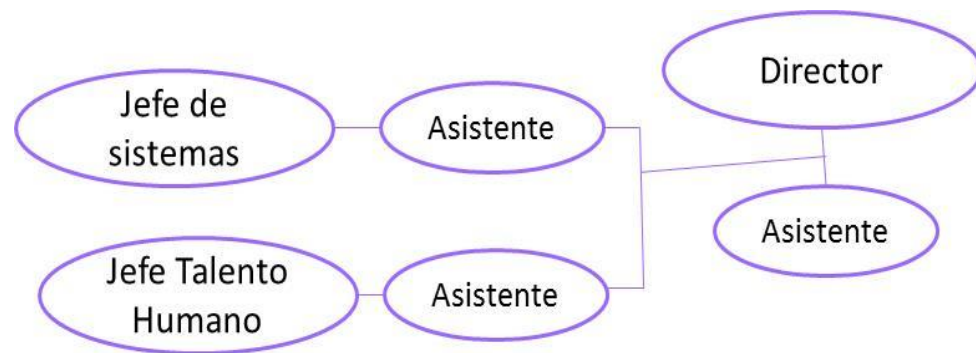 Director
Jefe de
sistemas
Asistente
Asistente
Jefe Talento
Humano
Asistente